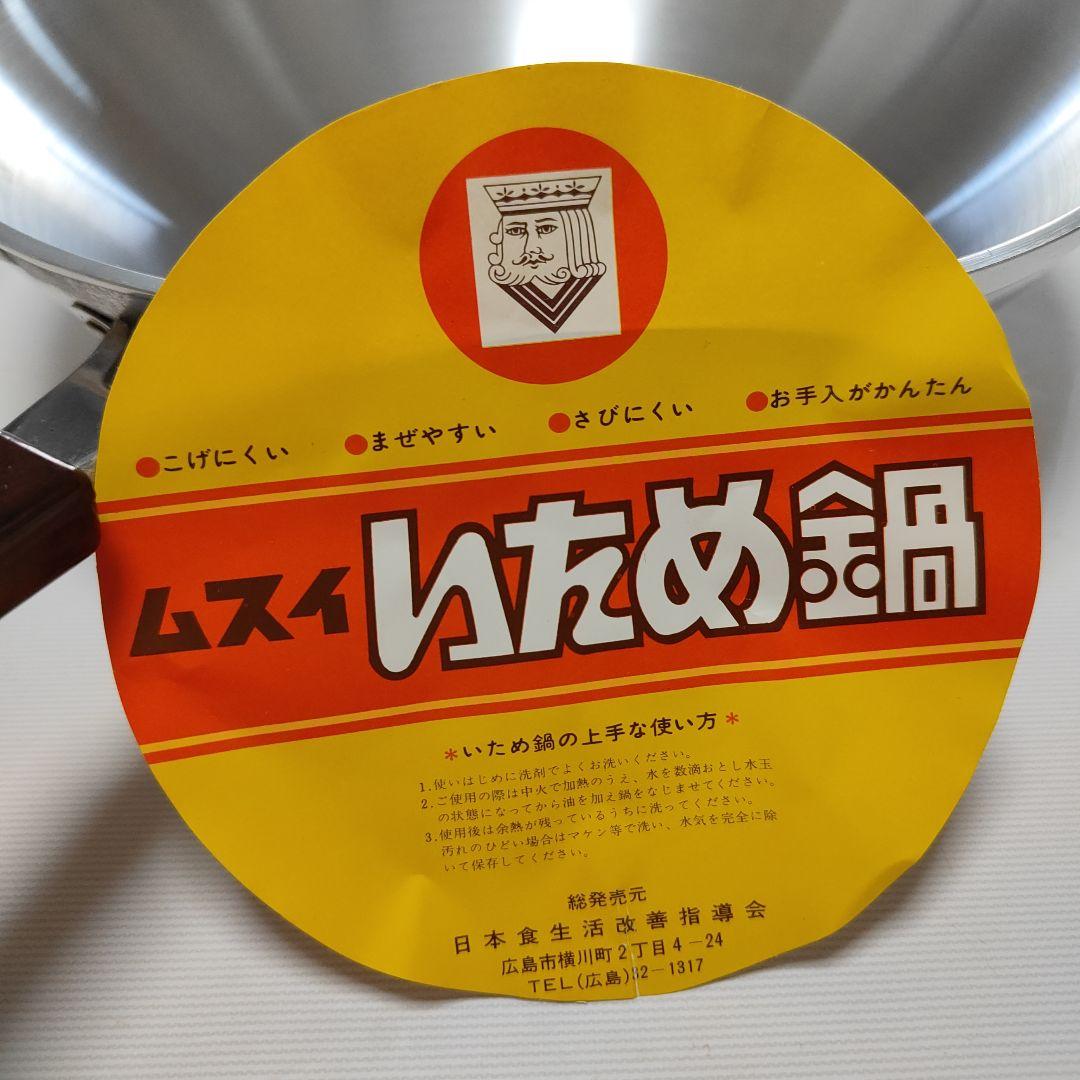 ●こげにくい ●まぜやすい ●さびにくい ●お手入がかんたん
ムスイ いため鍋
＊いため鍋の上手な使い方＊
1.使いはじめに洗剤でよくお洗いください。
2.ご使用の際は中火で加熱のうえ、水を数滴おとし水玉
の状態になってから油を加え鍋をなじませてください。
3.使用後は余熱が残っているうちに洗ってください。
汚れのひどい場合はマケン等で洗い、水気を完全に除
いて保存してください。
総発売元
日本食生活改善指導会
広島市横川町2丁目4-24
TEL(広島)32-1317